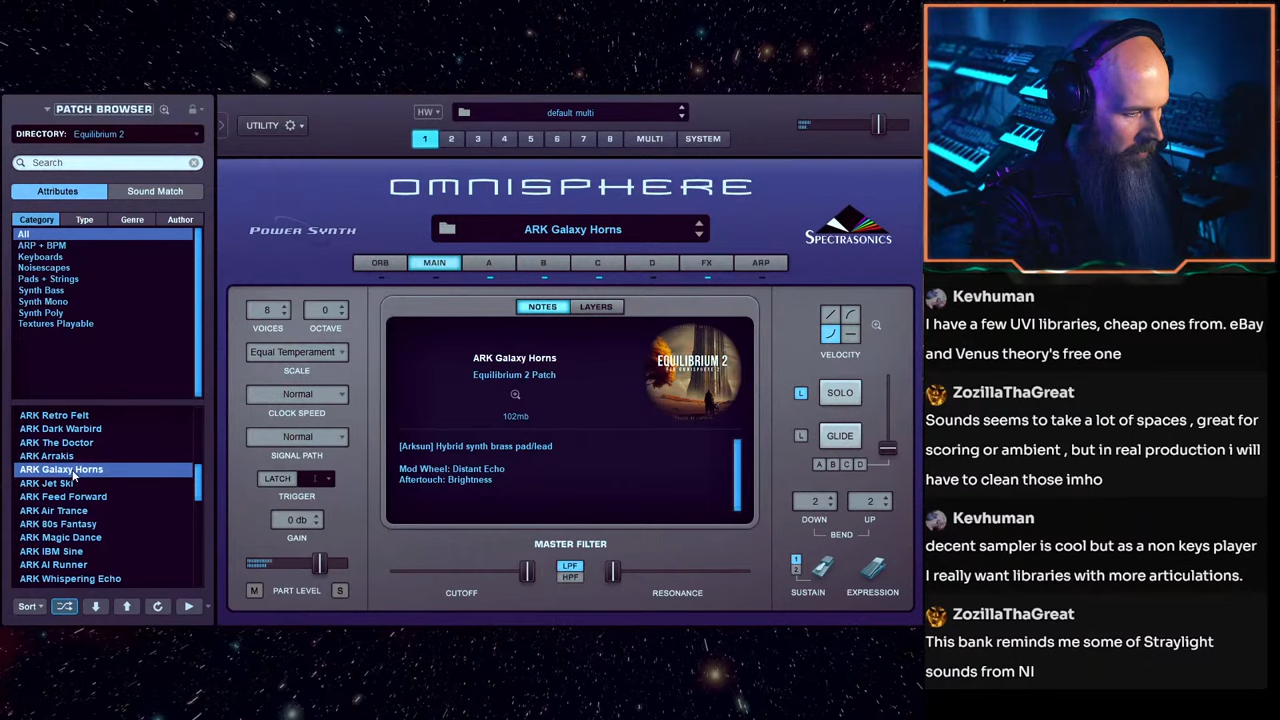 PATCH BROWSER
DIRECTORY: Equilibrium 2
Search
Attributes
Sound Match
Category
Type
Genre
Author
All
ARP + BPM
Keyboards
Noisescapes
Pads + Strings
Synth Bass
Synth Mono
Synth Poly
Textures Playable
ARK Retro Felt
ARK Dark Warbird
ARK The Doctor
ARK Arrakis
ARK Galaxy Horns
ARK Jet Ski
ARK Feed Forward
ARK Air Trance
ARK 80s Fantasy
ARK Magic Dance
ARK IBM Sine
ARK AI Runner
ARK Whispering Echo
Sort
UTILITY
HW
default multi
1 2 3 4 5 6 7 8 MULTI SYSTEM
OMNISPHERE
POWER SYNTH
ARK Galaxy Horns
SPECTRASONICS
ORB MAIN A B C D FX ARP
8
0
VOICES
OCTAVE
Equal Temperament
SCALE
Normal
CLOCK SPEED
Normal
SIGNAL PATH
LATCH
TRIGGER
0 db
GAIN
M PART LEVEL S
NOTES
LAYERS
ARK Galaxy Horns
Equilibrium 2 Patch
102mb
EQUILIBRIUM 2
[Arksun] Hybrid synth brass pad/lead
Mod Wheel: Distant Echo
Aftertouch: Brightness
MASTER FILTER
LPF
HPF
CUTOFF
RESONANCE
VELOCITY
L SOLO
L GLIDE
A B C D
2
2
DOWN
UP
BEND
1
2
SUSTAIN
EXPRESSION
Kevhuman
I have a few UVI libraries, cheap ones from. eBay
and Venus theory's free one
ZozillaThaGreat
Sounds seems to take a lot of spaces , great for
scoring or ambient , but in real production i will
have to clean those imho
Kevhuman
decent sampler is cool but as a non keys player
I really want libraries with more articulations.
ZozillaThaGreat
This bank reminds me some of Straylight
sounds from NI